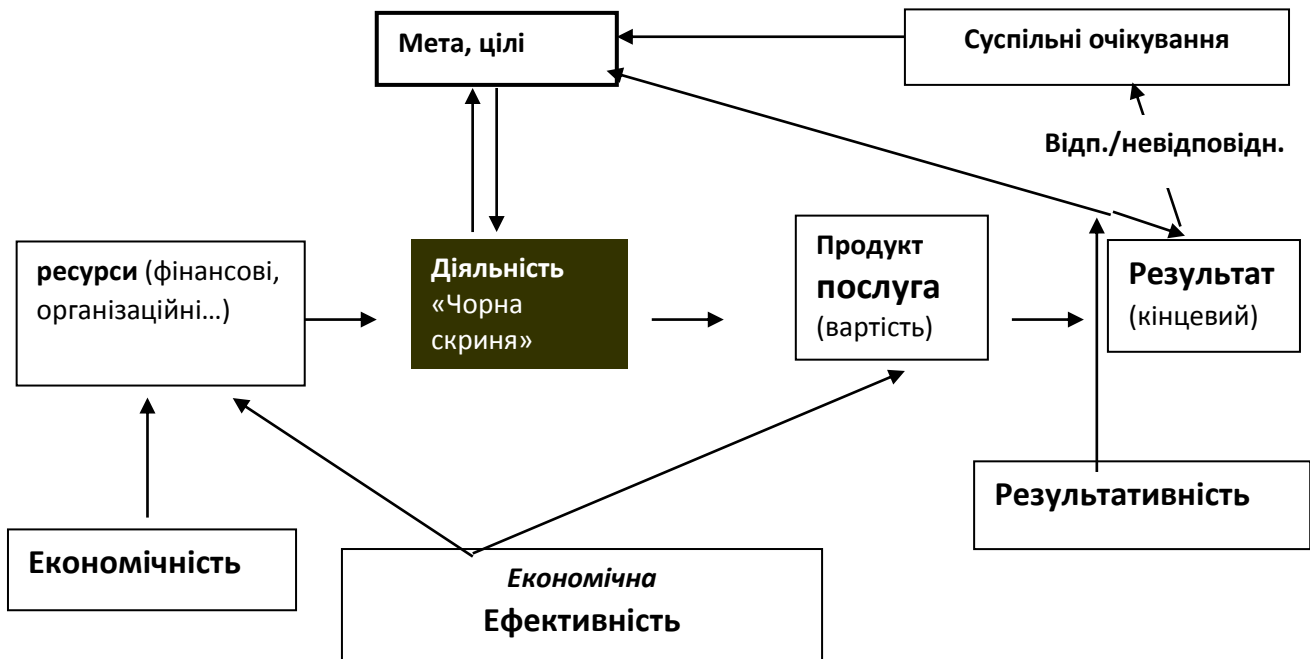 Мета, цілі
Суспільні очікування
Відп./невідповідн.
ресурси (фінансові,
організаційні...)
Діяльність
«Чорна
скриня»
Продукт
послуга
(вартість)
Результат
(кінцевий)
Результативність
Економічність
Економічна
Ефективність